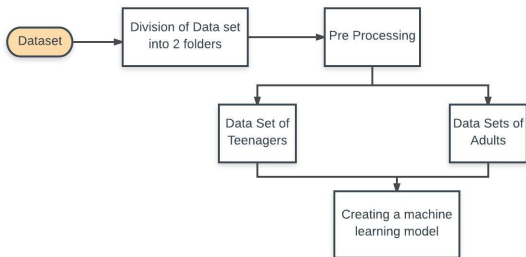 Dataset
Division of Data set
into 2 folders
Pre Processing
Data Set of
Teenagers
Data Sets of
Adults
Creating a machine
learning model